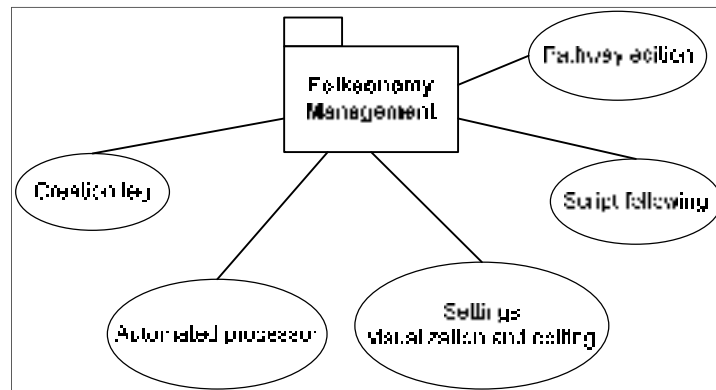 Folksonomy
Management
Pathway edition
Creation tag
Script following
Automated processor
Settings
visualization and editing